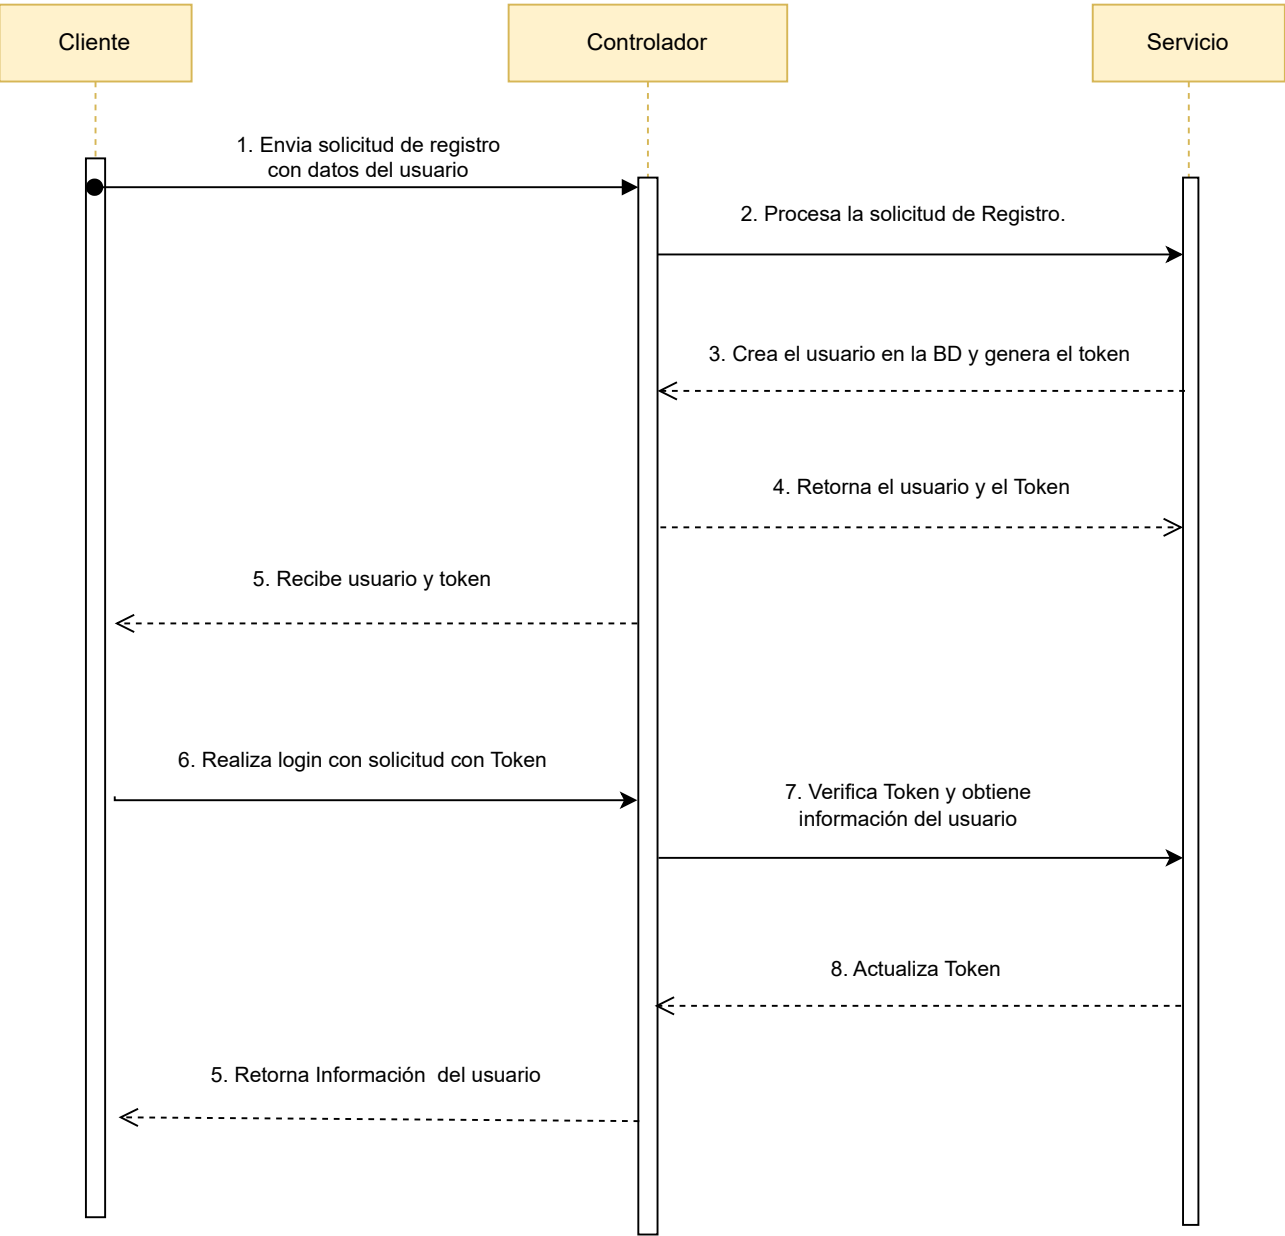 Cliente
Controlador
Servicio
1. Envia solicitud de registro
con datos del usuario
2. Procesa la solicitud de Registro.
3. Crea el usuario en la BD y genera el token
4. Retorna el usuario y el Token
5. Recibe usuario y token
6. Realiza login con solicitud con Token
7. Verifica Token y obtiene
información del usuario
8. Actualiza Token
5. Retorna Información  del usuario